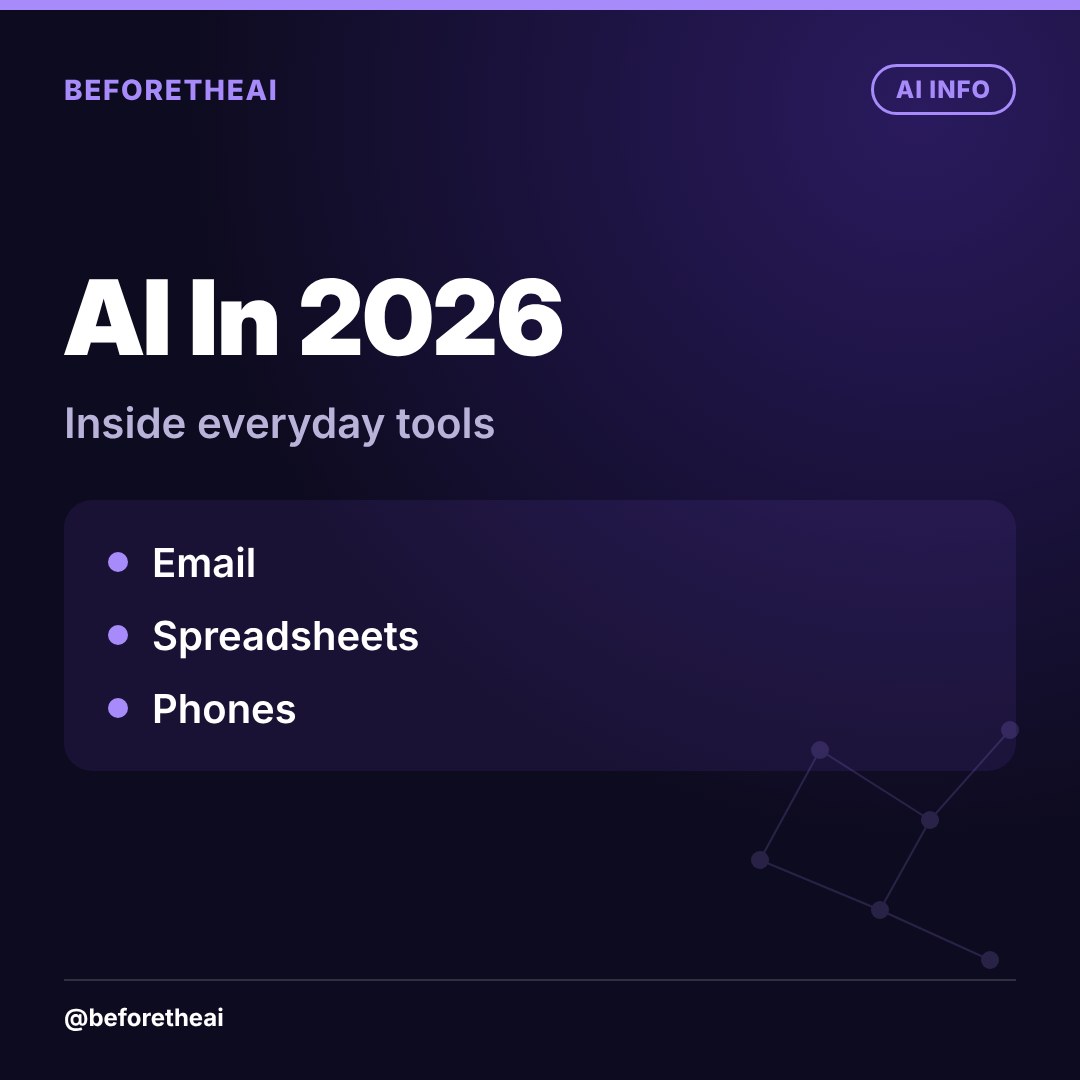 BEFORETHEAI
AI INFO
AI In 2026
Inside everyday tools
Email
Spreadsheets
Phones
@beforetheai